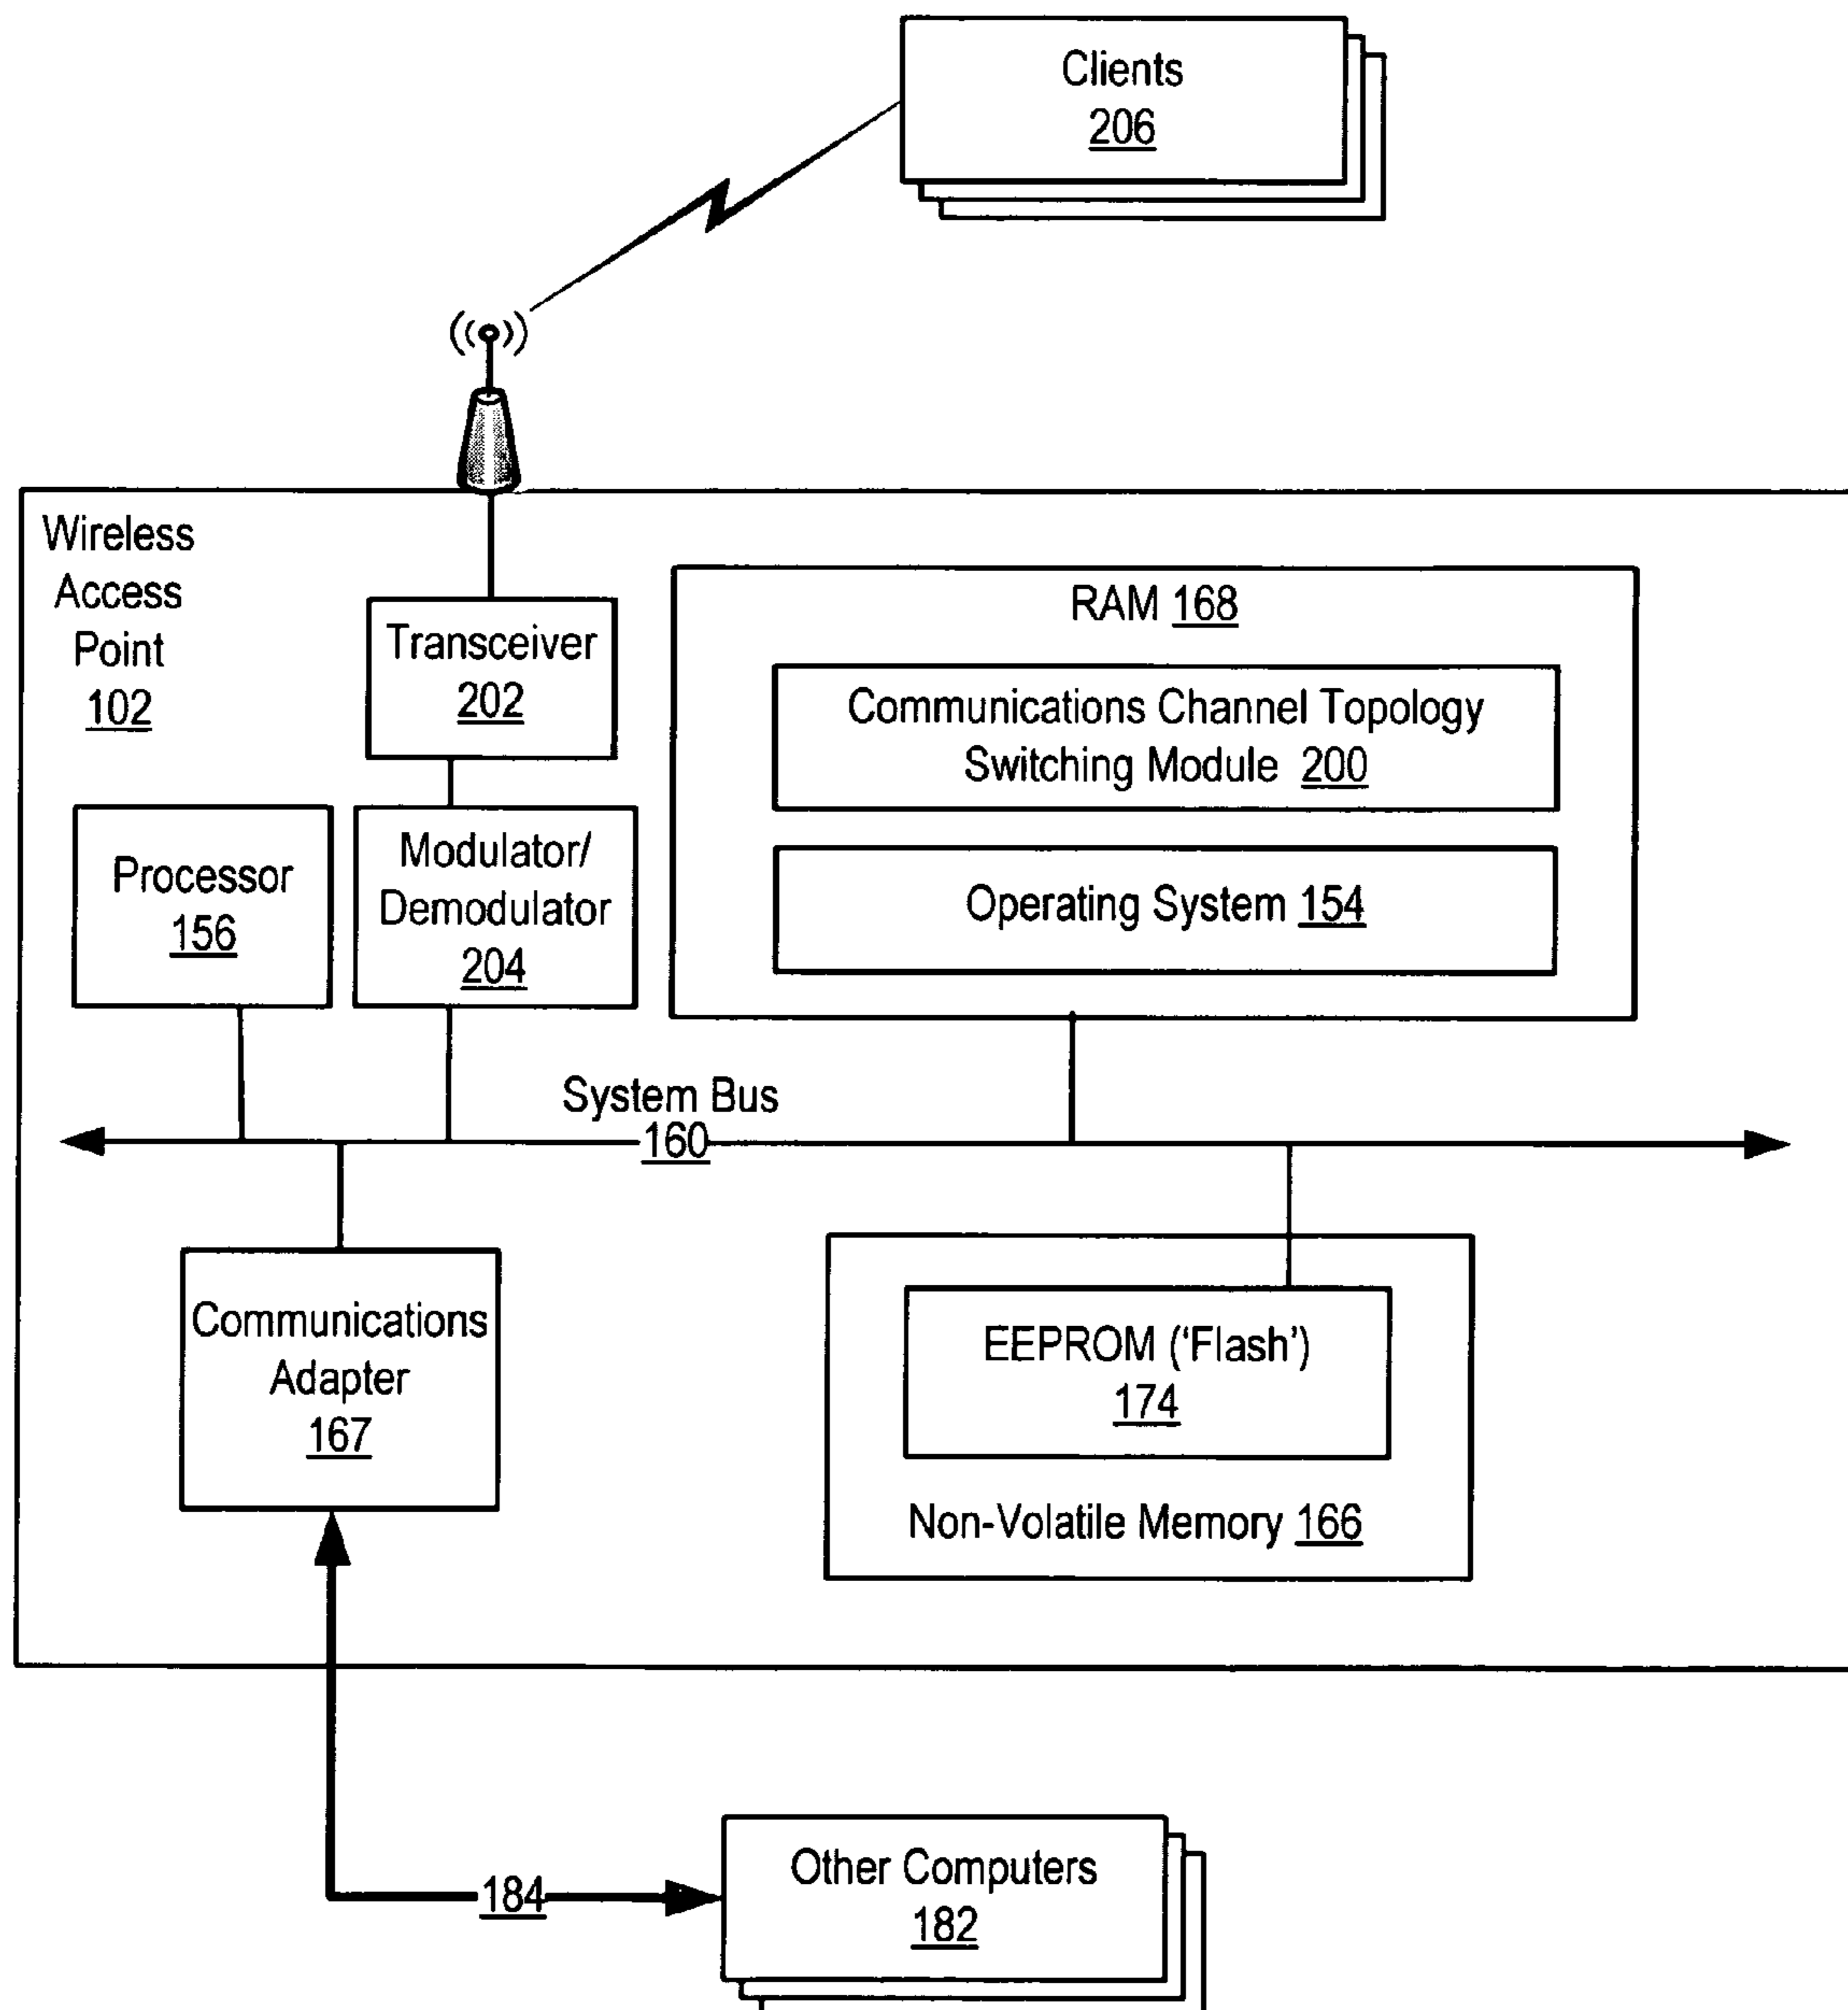 Clients
206
Wireless
Access
Point
102
Transceiver
202
RAM 168
Communications Channel Topology
Switching Module 200
Processor
156
Modulator/
Demodulator
204
Operating System 154
System Bus
160
Communications
Adapter
167
EEPROM ('Flash')
174
Non-Volatile Memory 166
184
Other Computers
182